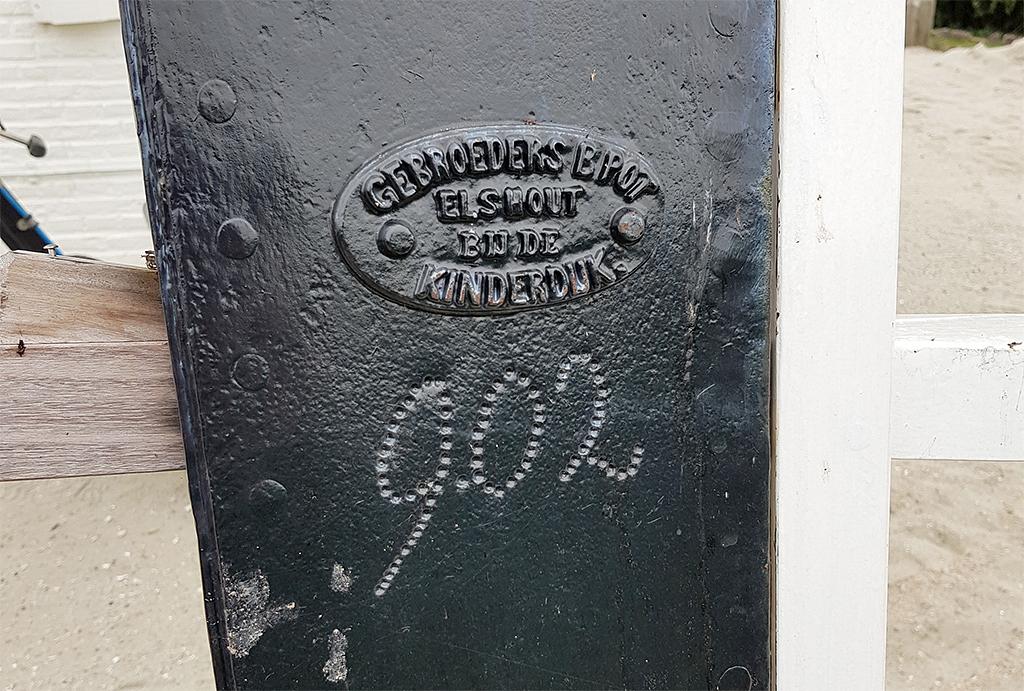 GEBROEDERS POT
ELSHOUT
BIJ DE
KINDERDIJK
902